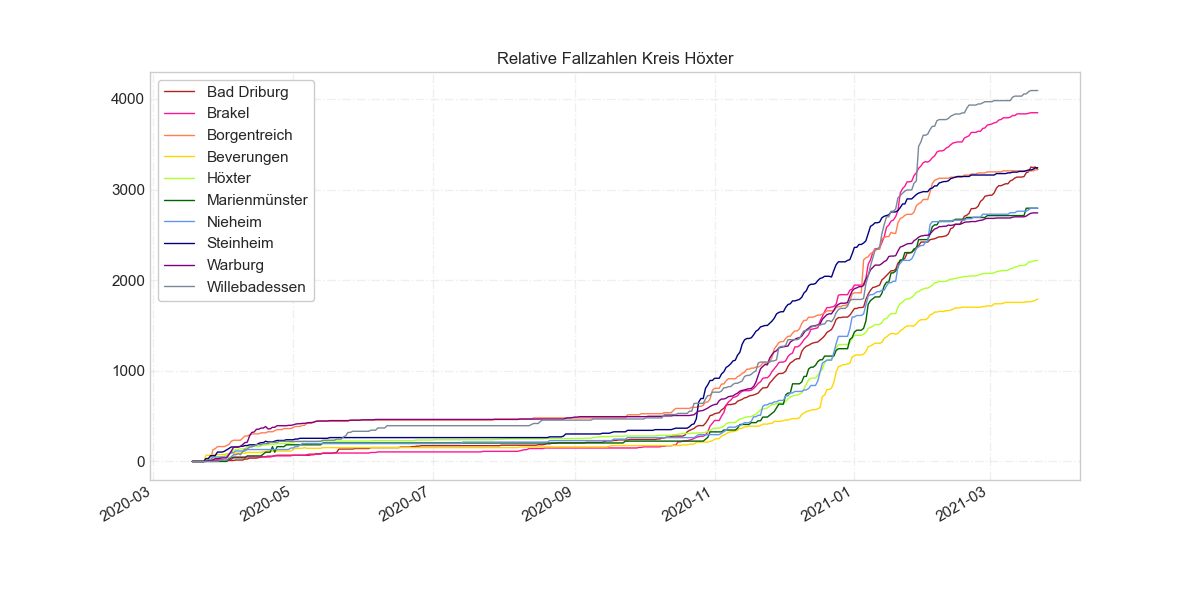 Relative Fallzahlen Kreis Höxter
Bad Driburg
Brakel
Borgentreich
Beverungen
Höxter
Marienmünster
Nieheim
Steinheim
Warburg
Willebadessen
4000
3000
2000
1000
0
2020-03
2020-05
2020-07
2020-09
2020-11
2021-01
2021-03